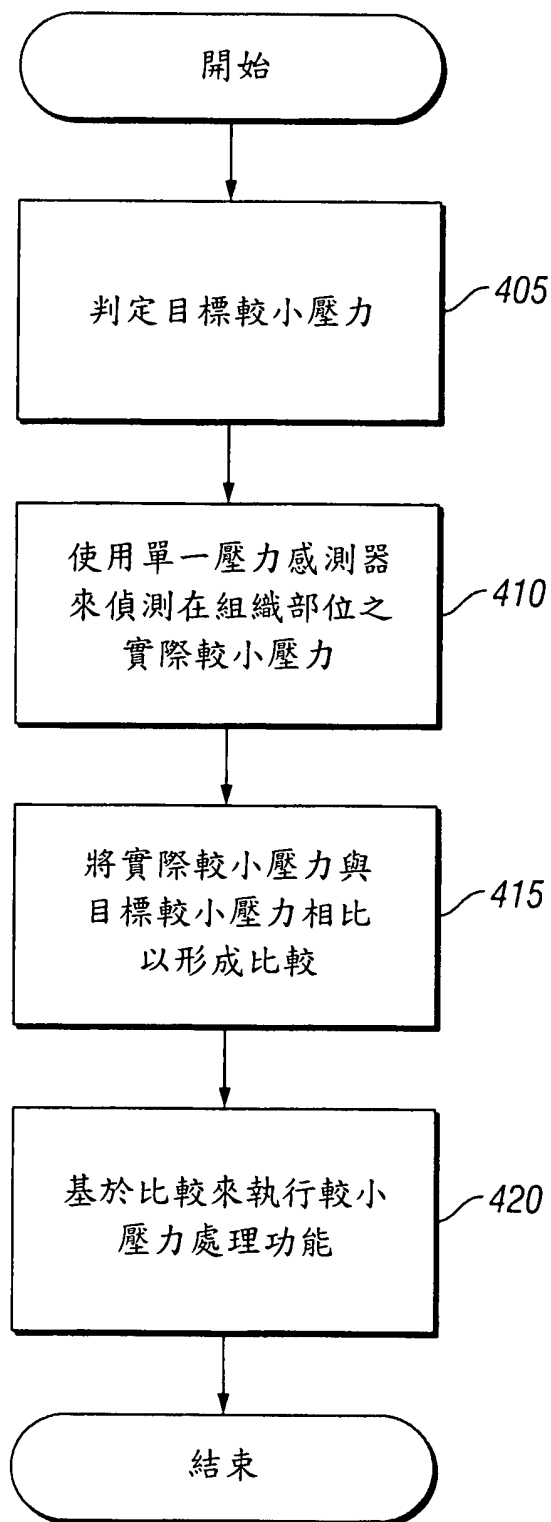 開始
判定目標較小壓力
405
使用單一壓力感測器
來偵測在組織部位之
實際較小壓力
410
將實際較小壓力與
目標較小壓力相比
以形成比較
415
基於比較來執行較小
壓力處理功能
420
結束